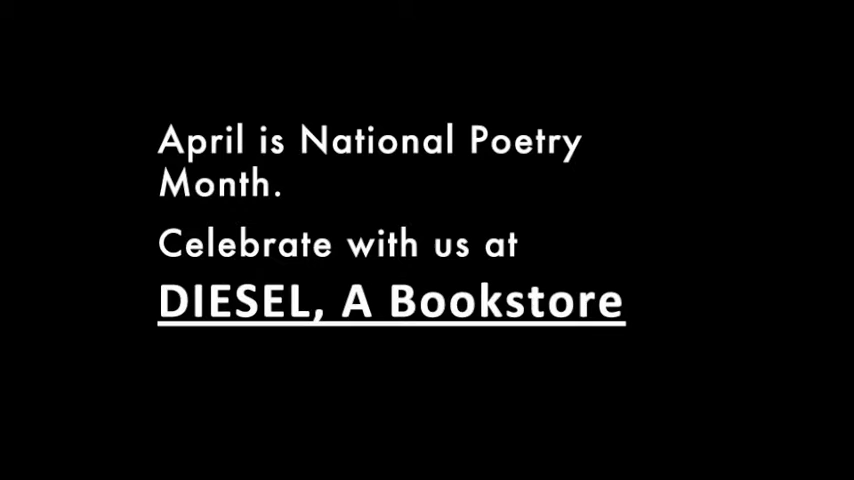 April is National Poetry
Month.
Celebrate with us at
DIESEL, A Bookstore